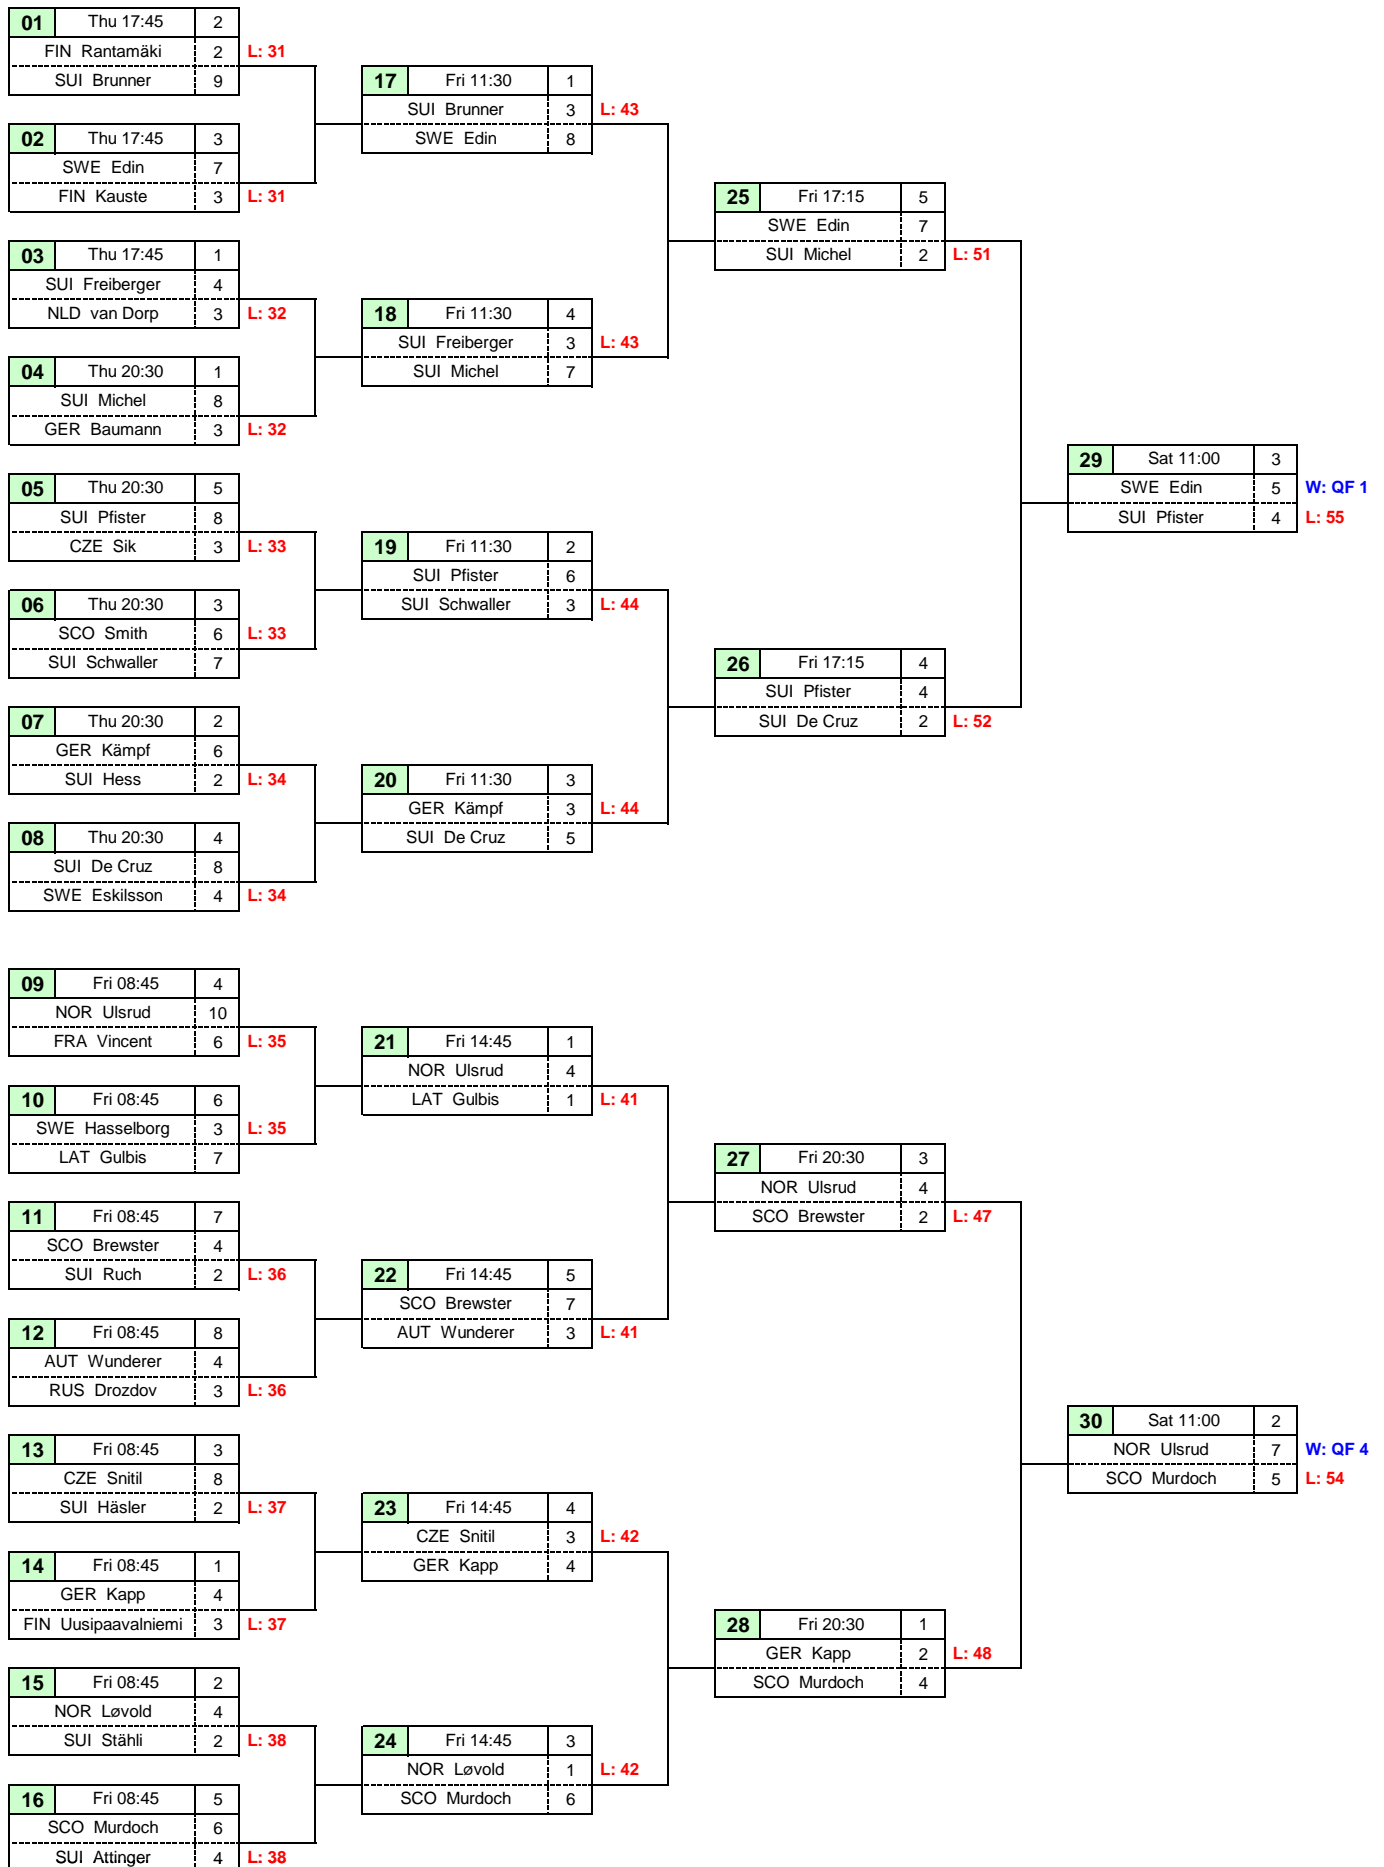 01 Thu 17:45 2
FIN Rantamäki 2 L: 31
SUI Brunner 9
02 Thu 17:45 3
SWE Edin 7
FIN Kauste 3 L: 31
03 Thu 17:45 1
SUI Freiberger 4
NLD van Dorp 3 L: 32
04 Thu 20:30 1
SUI Michel 8
GER Baumann 3 L: 32
05 Thu 20:30 5
SUI Pfister 8
CZE Sik 3 L: 33
06 Thu 20:30 3
SCO Smith 6 L: 33
SUI Schwaller 7
07 Thu 20:30 2
GER Kämpf 6
SUI Hess 2 L: 34
08 Thu 20:30 4
SUI De Cruz 8
SWE Eskilsson 4 L: 34
09 Fri 08:45 4
NOR Ulsrud 10
FRA Vincent 6 L: 35
10 Fri 08:45 6
SWE Hasselborg 3 L: 35
LAT Gulbis 7
11 Fri 08:45 7
SCO Brewster 4
SUI Ruch 2 L: 36
12 Fri 08:45 8
AUT Wunderer 4
RUS Drozdov 3 L: 36
13 Fri 08:45 3
CZE Snitil 8
SUI Häsler 2 L: 37
14 Fri 08:45 1
GER Kapp 4
FIN Uusipaavalniemi 3 L: 37
15 Fri 08:45 2
NOR Løvold 4
SUI Stähli 2 L: 38
16 Fri 08:45 5
SCO Murdoch 6
SUI Attinger 4 L: 38
17 Fri 11:30 1
SUI Brunner 3 L: 43
SWE Edin 8
18 Fri 11:30 4
SUI Freiberger 3 L: 43
SUI Michel 7
19 Fri 11:30 2
SUI Pfister 6
SUI Schwaller 3 L: 44
20 Fri 11:30 3
GER Kämpf 3 L: 44
SUI De Cruz 5
21 Fri 14:45 1
NOR Ulsrud 4
LAT Gulbis 1 L: 41
22 Fri 14:45 5
SCO Brewster 7
AUT Wunderer 3 L: 41
23 Fri 14:45 4
CZE Snitil 3 L: 42
GER Kapp 4
24 Fri 14:45 3
NOR Løvold 1 L: 42
SCO Murdoch 6
25 Fri 17:15 5
SWE Edin 7
SUI Michel 2 L: 51
26 Fri 17:15 4
SUI Pfister 4
SUI De Cruz 2 L: 52
27 Fri 20:30 3
NOR Ulsrud 4
SCO Brewster 2 L: 47
28 Fri 20:30 1
GER Kapp 2 L: 48
SCO Murdoch 4
29 Sat 11:00 3
SWE Edin 5 W: QF 1
SUI Pfister 4 L: 55
30 Sat 11:00 2
NOR Ulsrud 7 W: QF 4
SCO Murdoch 5 L: 54